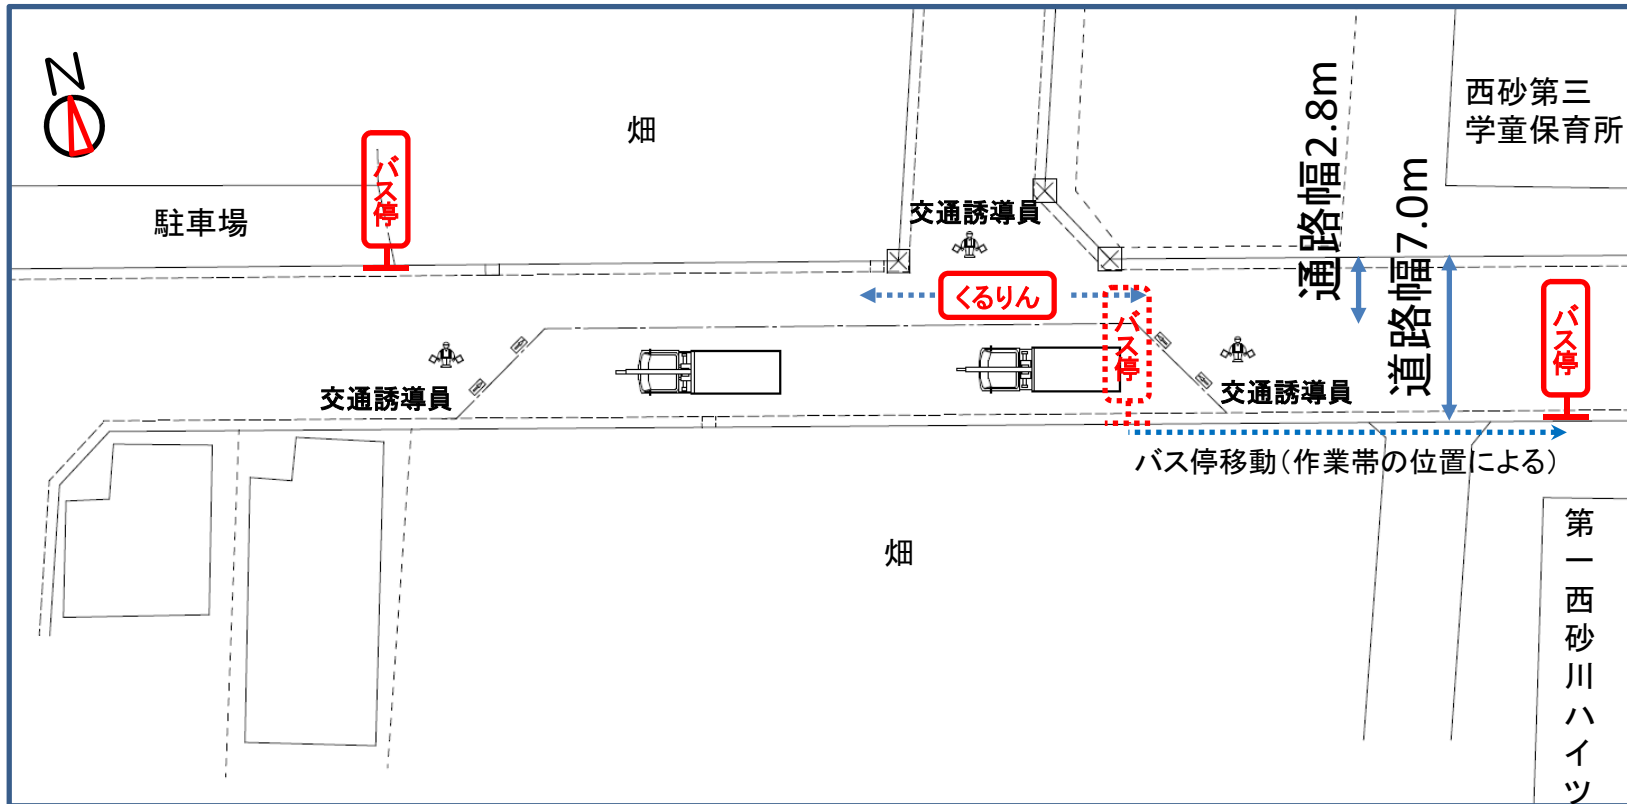 N
西砂第三
学童保育所
畑
通路幅2.8m
道路幅7.0m
バス停
駐車場
交通誘導員
くるりん
バス停
バス停
交通誘導員
交通誘導員
バス停移動（作業帯の位置による）
畑
第一西砂川ハイツ